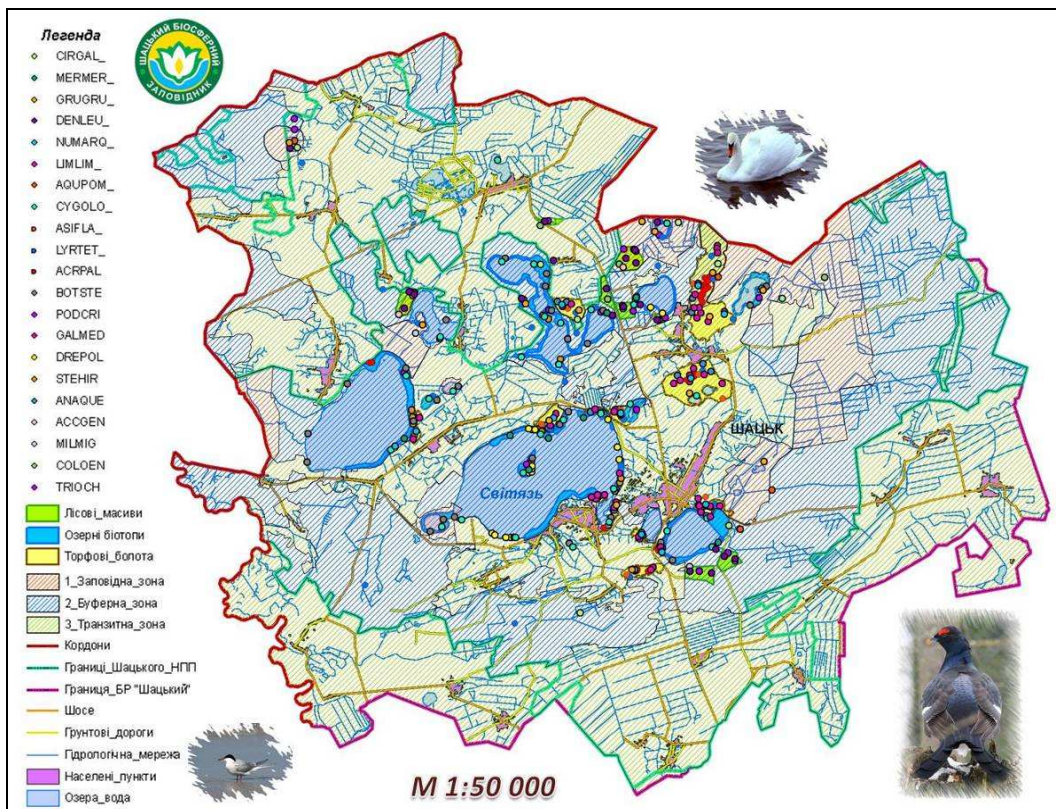 Легенда
CIRGAL_
MERMER_
GRUGRU_
DENLEU_
NUMARQ_
LIMLIM_
AQUPOM_
CYGOLO_
ASIFLA_
LYRTET_
ACRPAL
BOTSTE
PODCRI
GALMED
DREPOL
STEHIR
ANAQUE
ACCGEN
MILMIG
COLOEN
TRIOCH
Лісові_масиви
Озерні біотопи
Торфові_болота
1_Заповідна_зона
2_Буферна_зона
3_Транзитна_зона
Кордони
Границі_Шацького_НПП
Границя_БР "Шацький"
Шосе
Грунтові_дороги
Гідрологічна_мережа
Населені_пункти
Озера_вода
ШАЦЬКИЙ БІОСФЕРНИЙ
ЗАПОВІДНИК
ШАЦЬК
Світязь
М 1:50 000